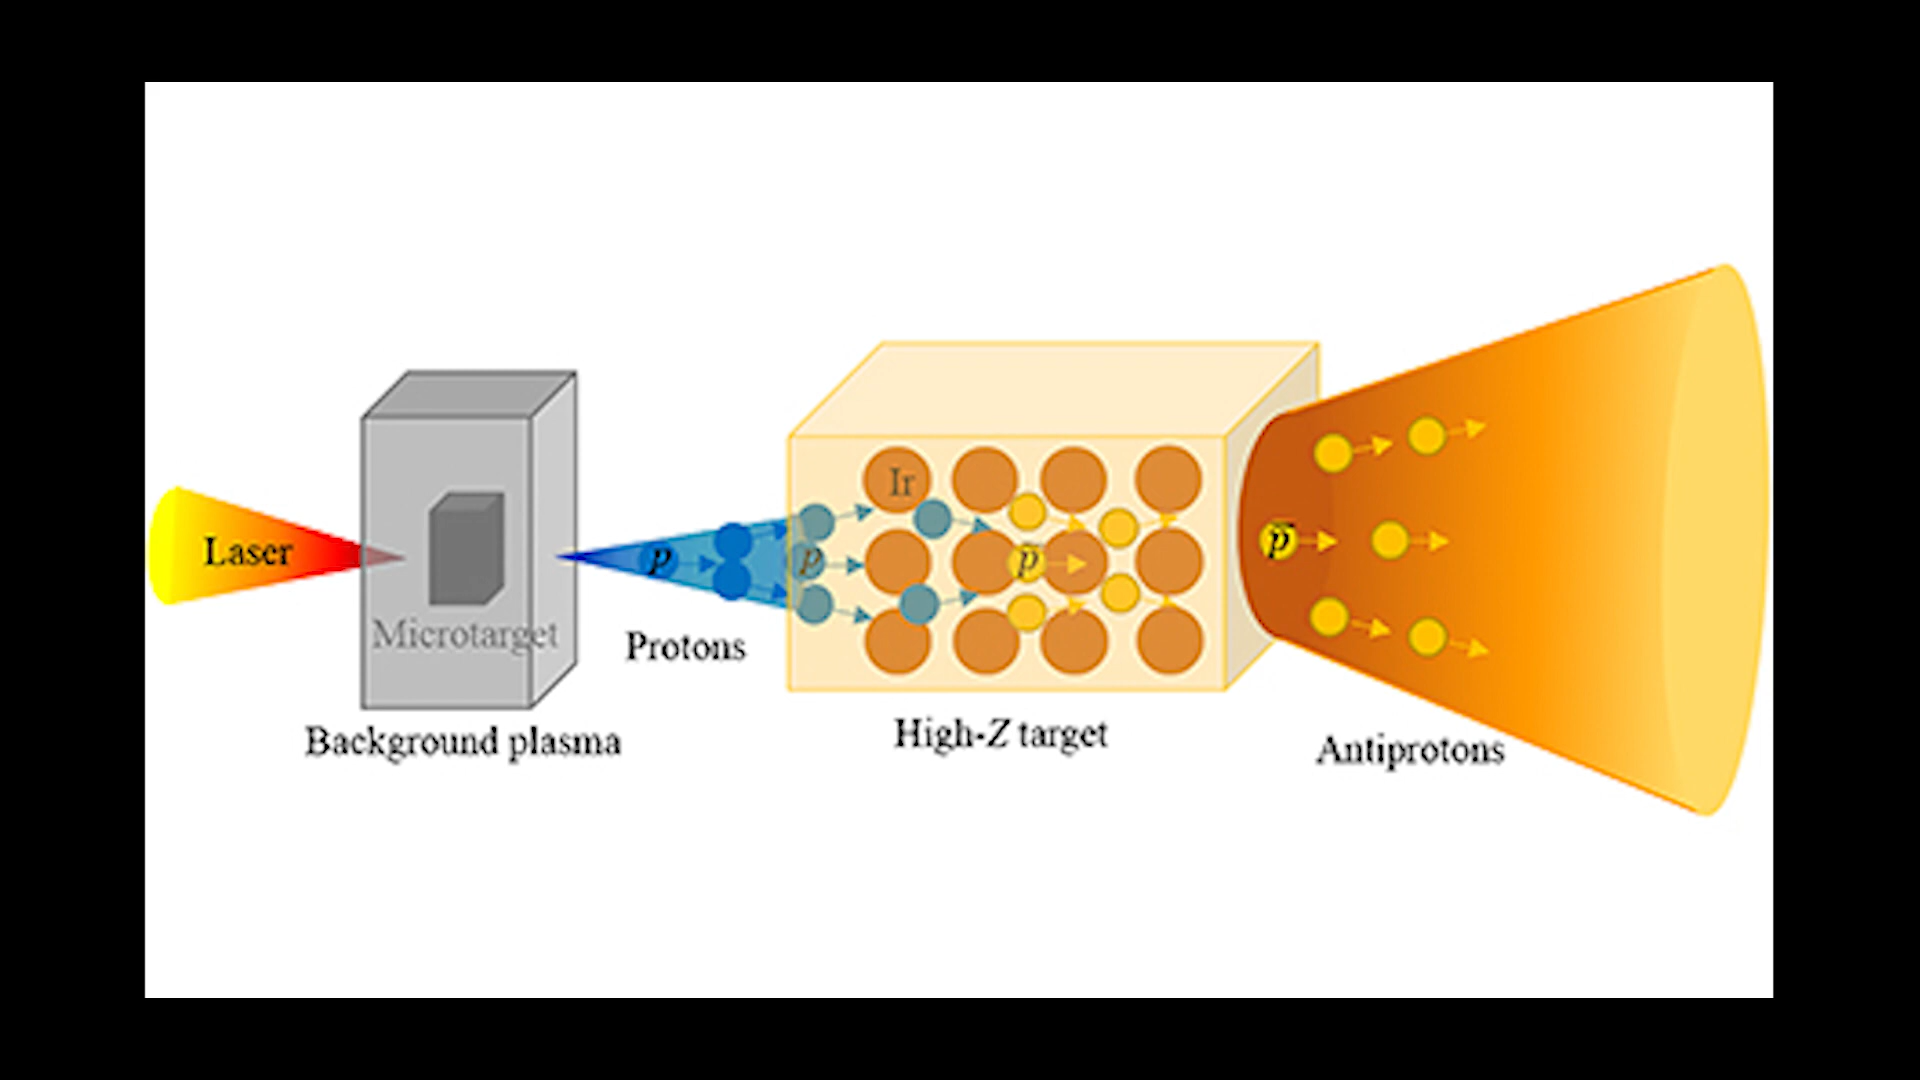 Laser
Microtarget
Background plasma
p
Protons
p
Ir
p̄
High-Z target
p̄
Antiprotons